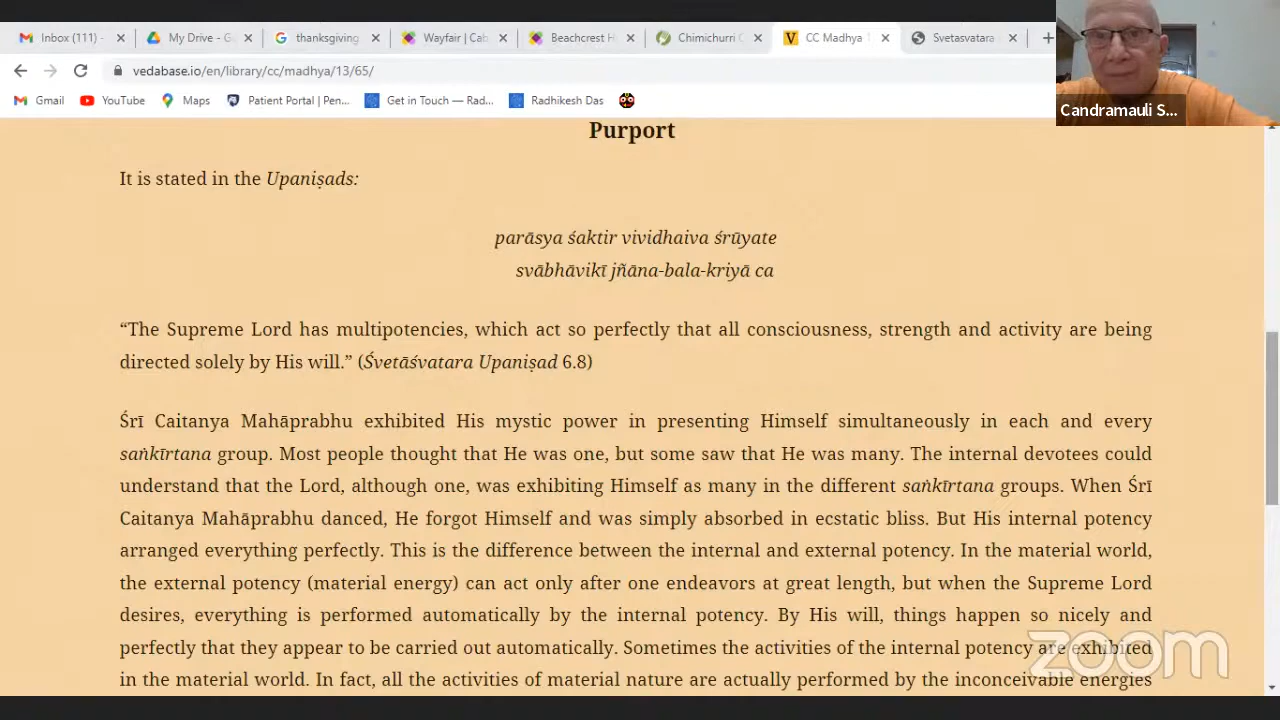 Inbox (111) -
My Drive - G
thanksgiving
Wayfair | Cab
Beachcrest H
Chimichurri C
CC Madhya 1
Svetasvatara
vedabase.io/en/library/cc/madhya/13/65/
Gmail YouTube Maps Patient Portal | Pen... Get in Touch — Rad... Radhikesh Das
Candramauli S...
Purport
It is stated in the Upaniṣads:
parāsya śaktir vividhaiva śrūyate
svābhāvikī jñāna-bala-kriyā ca
“The Supreme Lord has multipotencies, which act so perfectly that all consciousness, strength and activity are being
directed solely by His will.” (Śvetāśvatara Upaniṣad 6.8)
Śrī Caitanya Mahāprabhu exhibited His mystic power in presenting Himself simultaneously in each and every
saṅkīrtana group. Most people thought that He was one, but some saw that He was many. The internal devotees could
understand that the Lord, although one, was exhibiting Himself as many in the different saṅkīrtana groups. When Śrī
Caitanya Mahāprabhu danced, He forgot Himself and was simply absorbed in ecstatic bliss. But His internal potency
arranged everything perfectly. This is the difference between the internal and external potency. In the material world,
the external potency (material energy) can act only after one endeavors at great length, but when the Supreme Lord
desires, everything is performed automatically by the internal potency. By His will, things happen so nicely and
perfectly that they appear to be carried out automatically. Sometimes the activities of the internal potency are exhibited
in the material world. In fact, all the activities of material nature are actually performed by the inconceivable energies
zoom